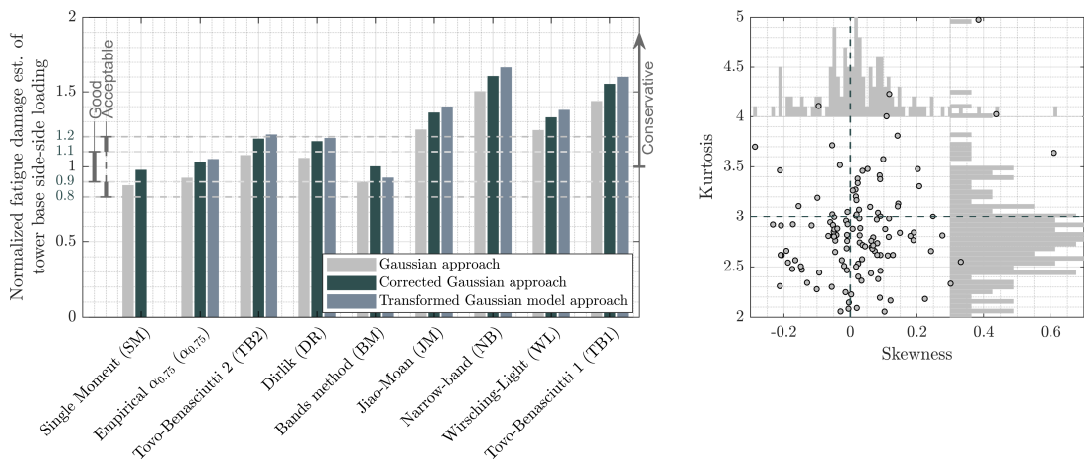 Normalized fatigue damage est. of
tower base side-side loading
2
1.5
1.2
1.1
1
0.9
0.8
0.5
0
Good
Acceptable
Conservative
Gaussian approach
Corrected Gaussian approach
Transformed Gaussian model approach
Single Moment (SM)
Empirical α0.75 (α0.75)
Tovo-Benasciutti 2 (TB2)
Dirlik (DR)
Bands method (BM)
Jiao-Moan (JM)
Narrow-band (NB)
Wirsching-Light (WL)
Tovo-Benasciutti 1 (TB1)
Kurtosis
5
4.5
4
3.5
3
2.5
2
-0.2
0
0.2
0.4
0.6
Skewness